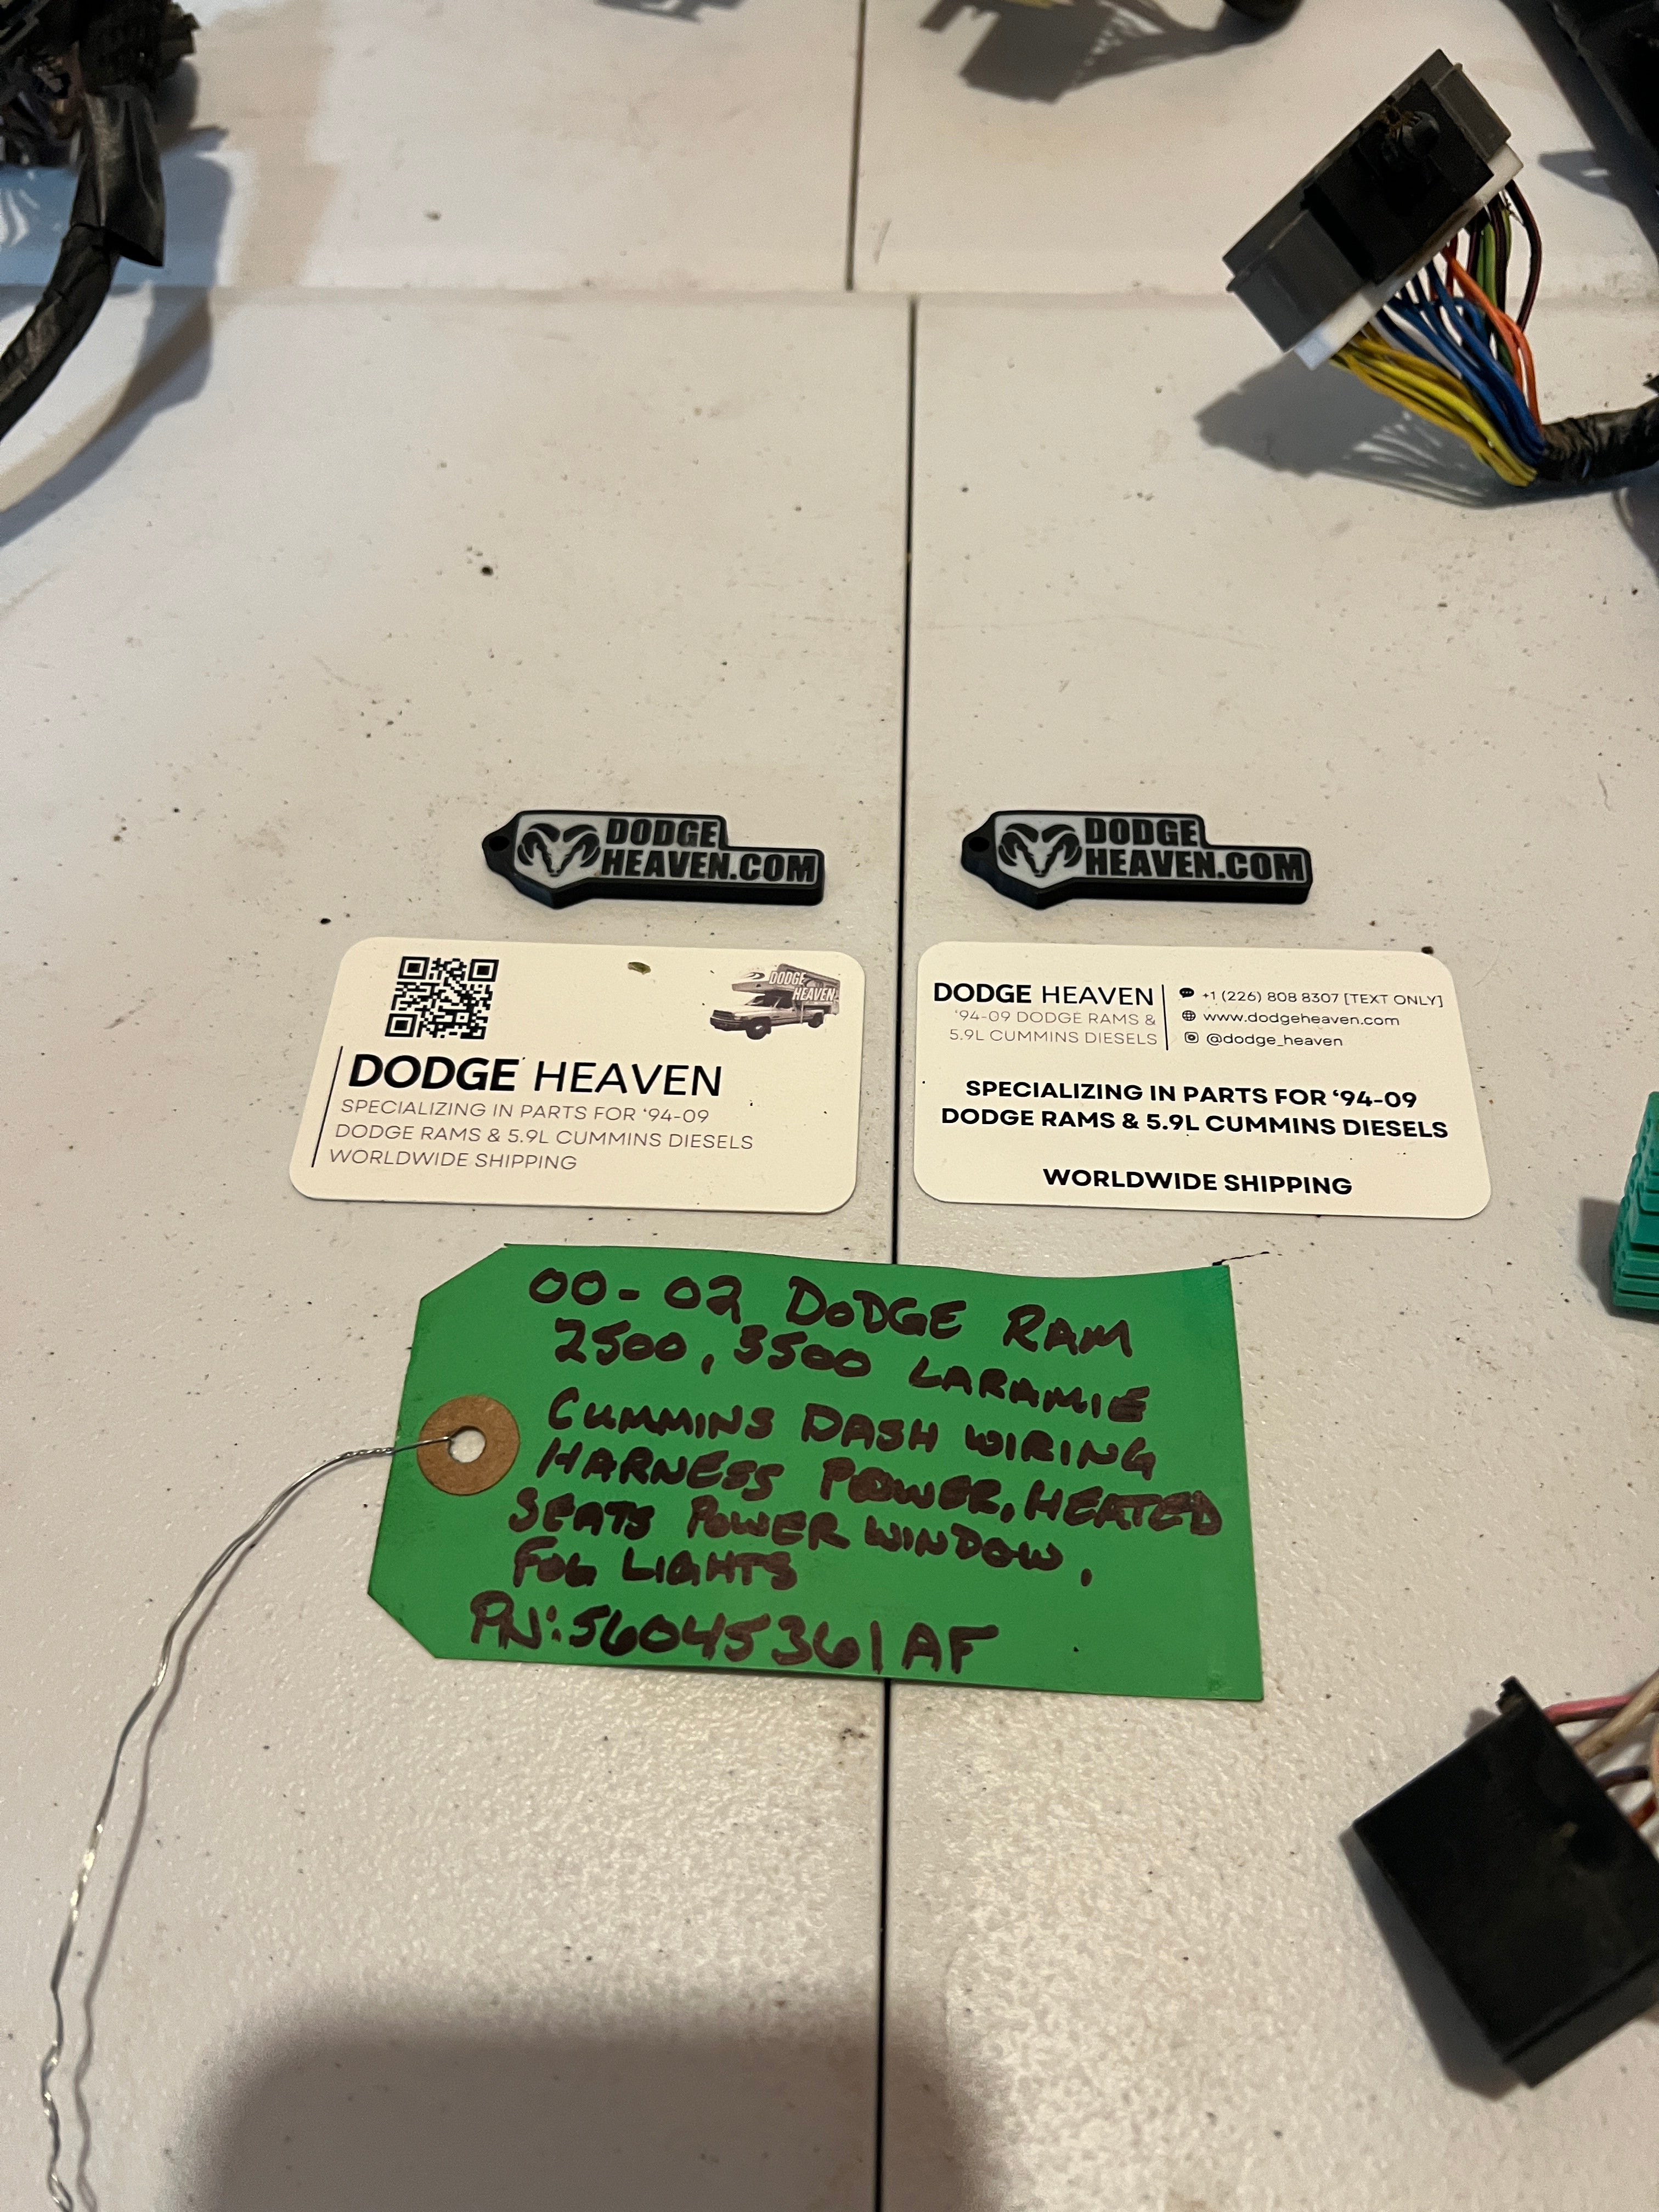 DODGE
HEAVEN.COM
DODGE
HEAVEN.COM
DODGE
HEAVEN
DODGE HEAVEN
SPECIALIZING IN PARTS FOR ‘94-09
DODGE RAMS & 5.9L CUMMINS DIESELS
WORLDWIDE SHIPPING
DODGE HEAVEN
‘94-09 DODGE RAMS &
5.9L CUMMINS DIESELS
+1 (226) 808 8307 [TEXT ONLY]
www.dodgeheaven.com
@dodge_heaven
SPECIALIZING IN PARTS FOR ‘94-09
DODGE RAMS & 5.9L CUMMINS DIESELS
WORLDWIDE SHIPPING
00-02 DODGE RAM
2500, 3500 LARAMIE
CUMMINS DASH WIRING
HARNESS POWER, HEATED
SEATS POWER WINDOW,
FOG LIGHTS
PN:56045361AF